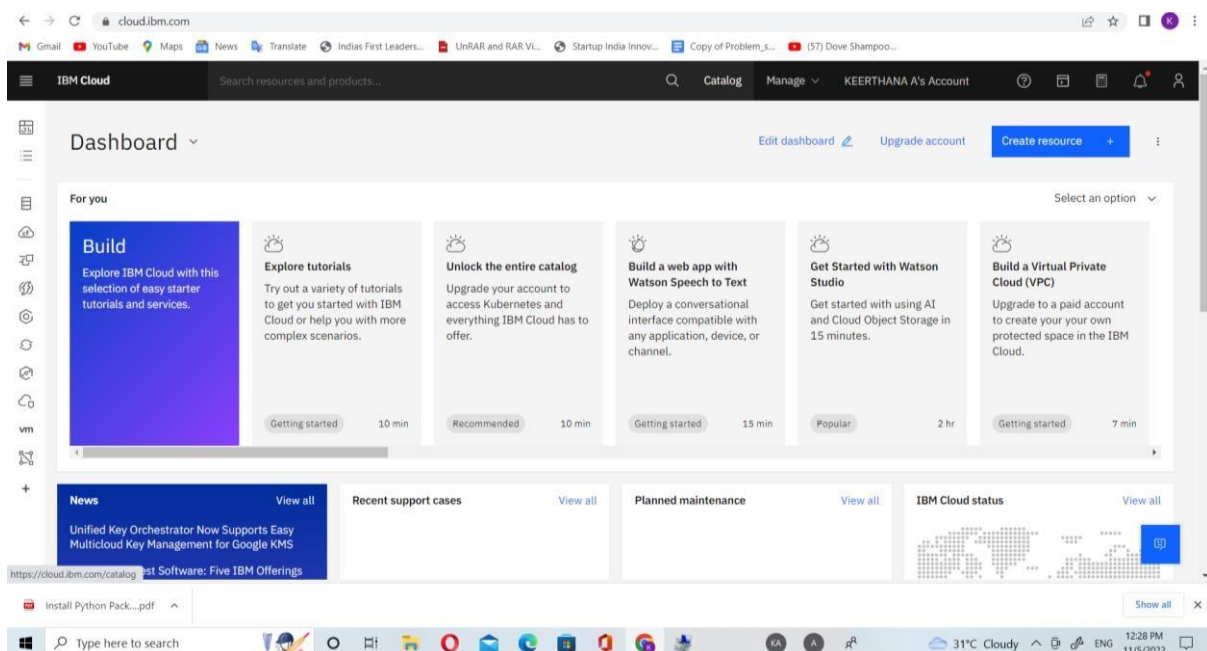 cloud.ibm.com
K
Gmail YouTube Maps News Translate Indias First Leaders... UnRAR and RAR Vi... Startup India Innov... Copy of Problem_s... (57) Dove Shampoo...
IBM Cloud Search resources and products... Catalog Manage KEERTHANA A's Account
Dashboard Edit dashboard Upgrade account Create resource +
For you Select an option
Build
Explore IBM Cloud with this
selection of easy starter
tutorials and services.
Explore tutorials
Try out a variety of tutorials
to get you started with IBM
Cloud or help you with more
complex scenarios.
Getting started 10 min
Unlock the entire catalog
Upgrade your account to
access Kubernetes and
everything IBM Cloud has to
offer.
Recommended 10 min
Build a web app with
Watson Speech to Text
Deploy a conversational
interface compatible with
any application, device, or
channel.
Getting started 15 min
Get Started with Watson
Studio
Get started with using AI
and Cloud Object Storage in
15 minutes.
Popular 2 hr
Build a Virtual Private
Cloud (VPC)
Upgrade to a paid account
to create your your own
protected space in the IBM
Cloud.
Getting started 7 min
vm
News View all
Unified Key Orchestrator Now Supports Easy
Multicloud Key Management for Google KMS
est Software: Five IBM Offerings
Recent support cases View all
Planned maintenance View all
IBM Cloud status View all
https://cloud.ibm.com/catalog
Install Python Pack....pdf Show all
Type here to search KA A 31°C Cloudy ENG 12:28 PM
11/5/2022